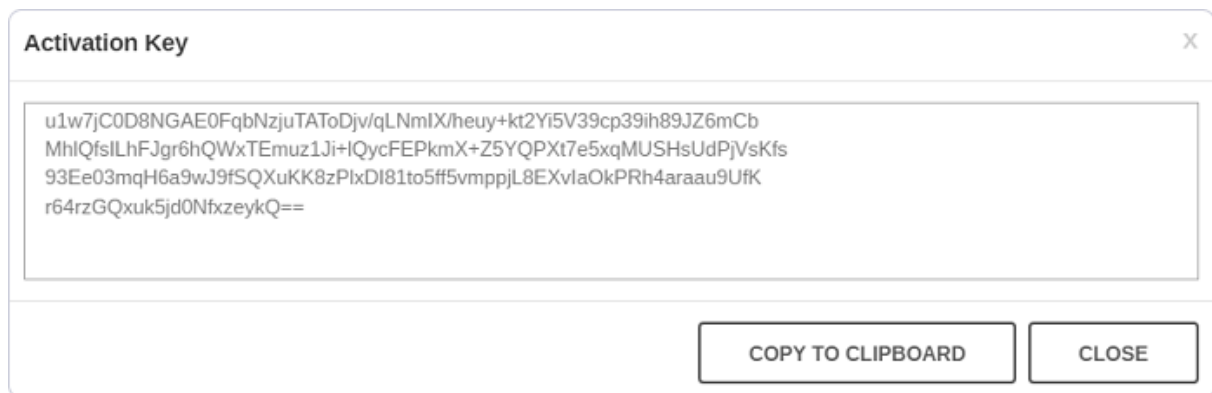 Activation Key
X
u1w7jC0D8NGAE0FqbNzjuTAToDjv/qLNmIX/heuy+kt2Yi5V39cp39ih89JZ6mCb
MhlQfsILhFJgr6hQWxTEmuz1Ji+lQycFEPkmX+Z5YQPXt7e5xqMUSHsUdPjVsKfs
93Ee03mqH6a9wJ9fSQXuKK8zPlxDI81to5ff5vmppjL8EXvIaOkPRh4araau9UfK
r64rzGQxuk5jd0NfxzeykQ==
COPY TO CLIPBOARD
CLOSE